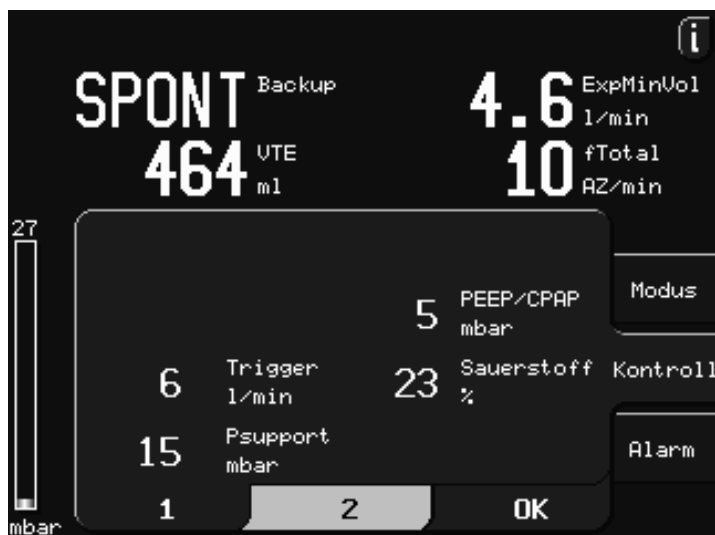 i
SPONT Backup 4.6 ExpMinVol
l/min
464 VTE 10 fTotal
ml AZ/min
27
Modus
5 PEEP/CPAP
mbar
6 Trigger 23 Sauerstoff Kontroll
l/min %
15 Psupport Alarm
mbar
1 2 OK
mbar